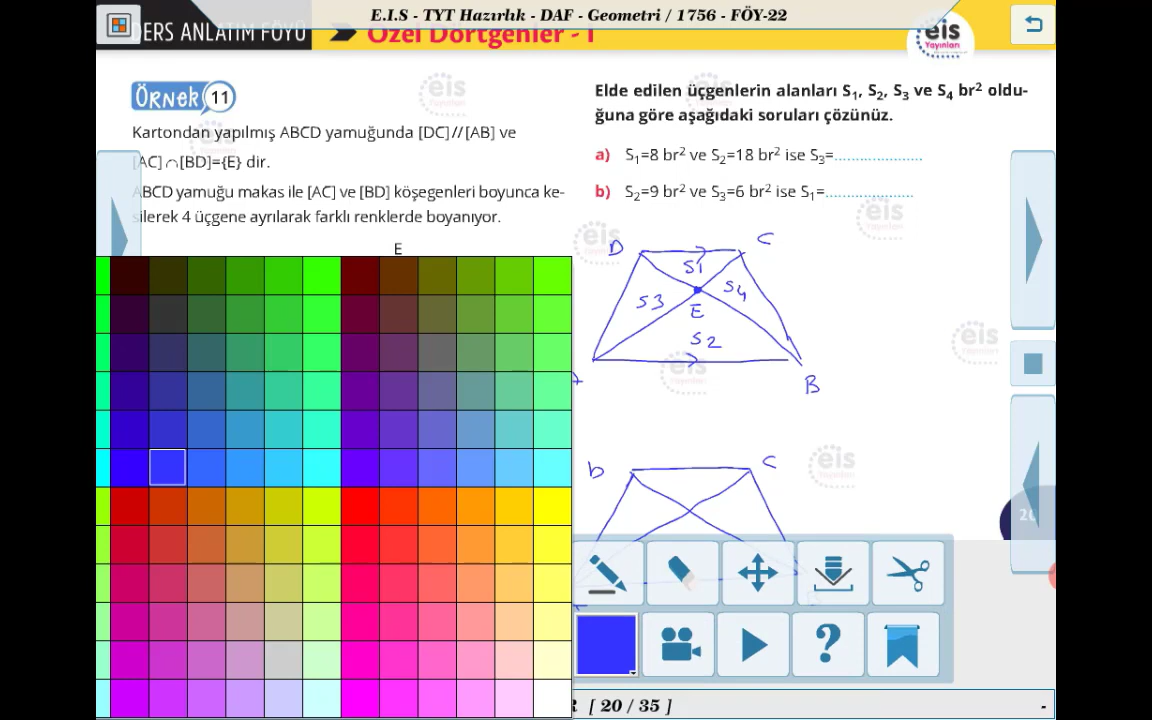 E.I.S - TYT Hazırlık - DAF - Geometri / 1756 - FÖY-22
DERS ANLATIM FÖYÜ
Özel Dörtgenler - I
eis
Yayınları
Örnek 11
Kartondan yapılmış ABCD yamuğunda [DC]//[AB] ve
[AC]∩[BD]={E} dir.
ABCD yamuğu makas ile [AC] ve [BD] köşegenleri boyunca ke-
silerek 4 üçgene ayrılarak farklı renklerde boyanıyor.
E
Elde edilen üçgenlerin alanları S₁, S₂, S₃ ve S₄ br² oldu-
ğuna göre aşağıdaki soruları çözünüz.
a) S₁=8 br² ve S₂=18 br² ise S₃=......................
b) S₂=9 br² ve S₃=6 br² ise S₁=......................
D C
S1
S3 S4
E
S2
B
D C
?
[ 20 / 35 ]
-